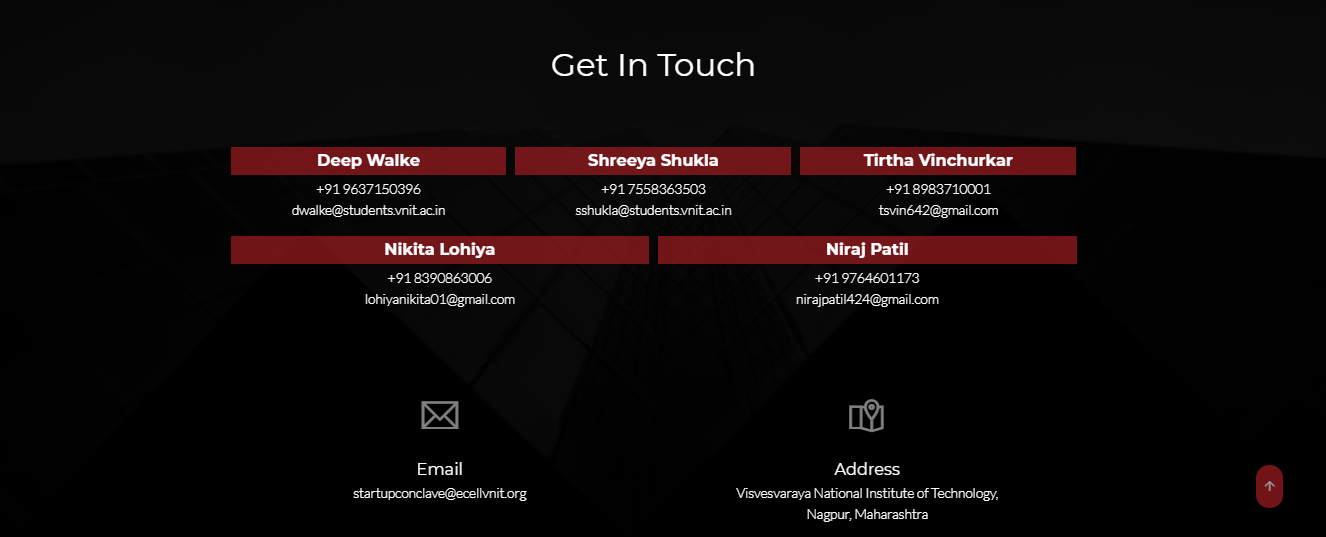 Get In Touch
Deep Walke
+91 9637150396
dwalke@students.vnit.ac.in
Shreeya Shukla
+91 7558363503
sshukla@students.vnit.ac.in
Tirtha Vinchurkar
+91 8983710001
tsvin642@gmail.com
Nikita Lohiya
+91 8390863006
lohiyanikita01@gmail.com
Niraj Patil
+91 9764601173
nirajpatil424@gmail.com
Email
startupconclave@ecellvnit.org
Address
Visvesvaraya National Institute of Technology,
Nagpur, Maharashtra